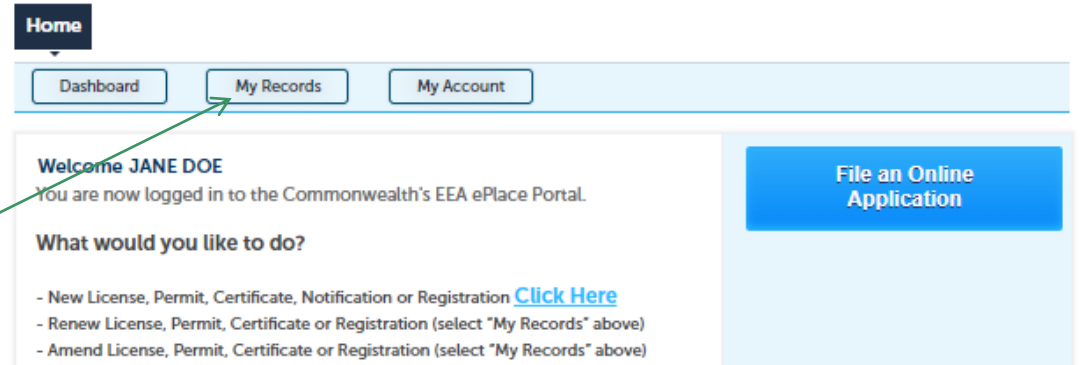 Home
Dashboard My Records My Account
Welcome JANE DOE
You are now logged in to the Commonwealth's EEA ePlace Portal.
What would you like to do?
- New License, Permit, Certificate, Notification or Registration Click Here
- Renew License, Permit, Certificate or Registration (select "My Records" above)
- Amend License, Permit, Certificate or Registration (select "My Records" above)
File an Online
Application